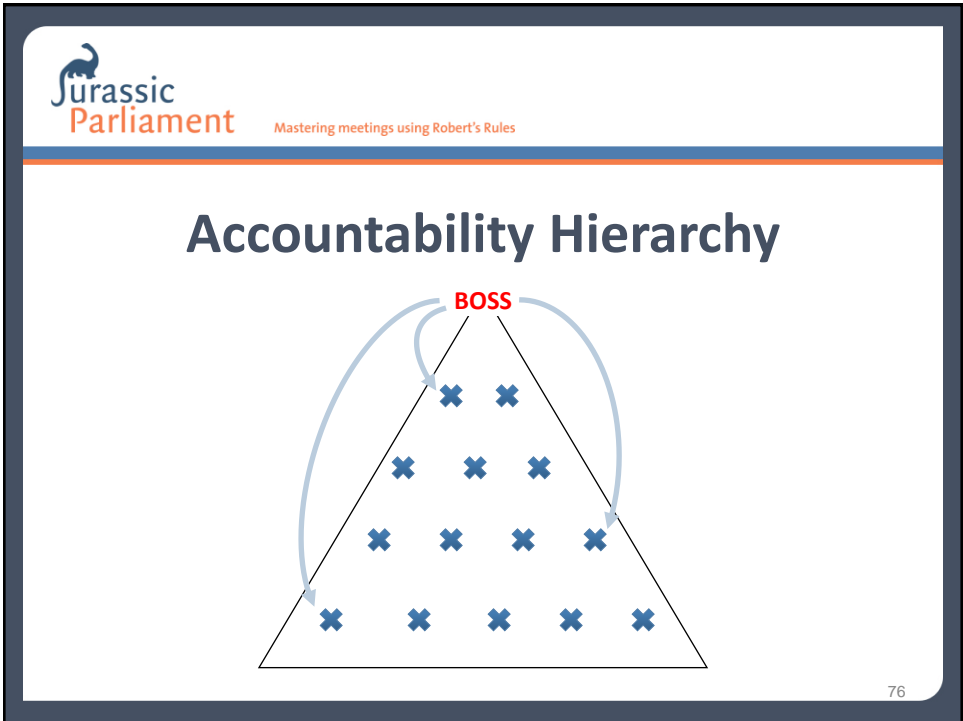 Jurassic
Parliament
Mastering meetings using Robert's Rules
Accountability Hierarchy
BOSS
76